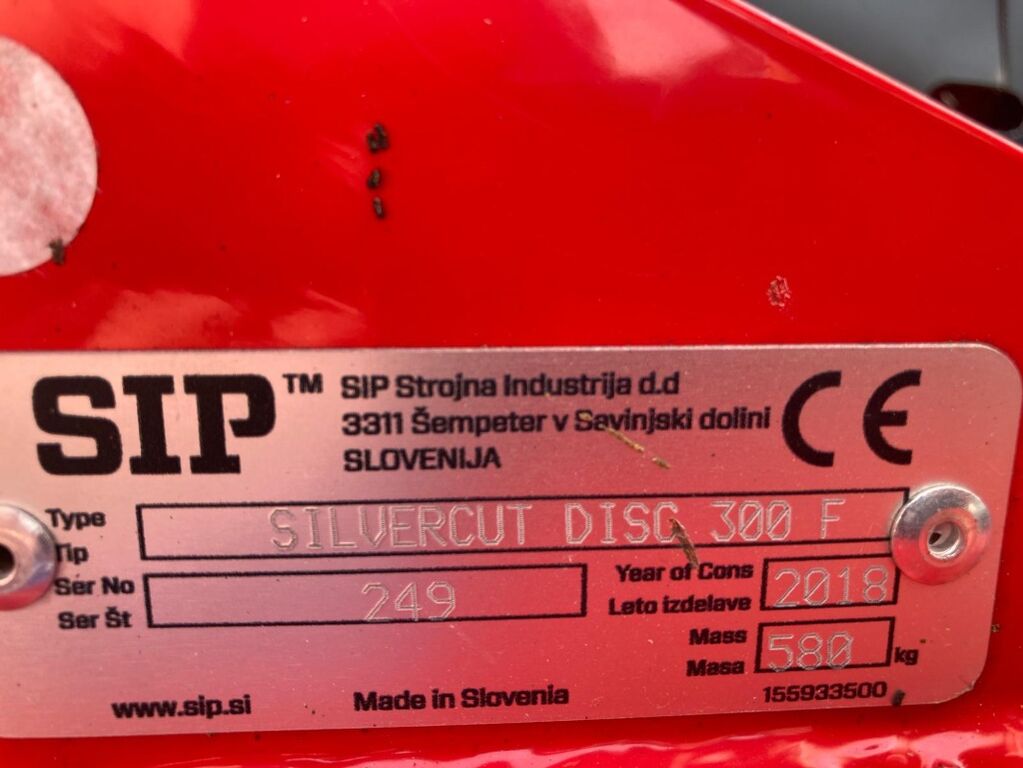 SIP™
SIP Strojna Industrija d.d
3311 Šempeter v Savinjski dolini
SLOVENIJA
CE
Type
Tip
SILVERCUT DISC 300 F
Ser No
Ser Št
249
Year of Cons
Leto izdelave
2018
Mass
Masa
580 kg
www.sip.si
Made in Slovenia
155933500